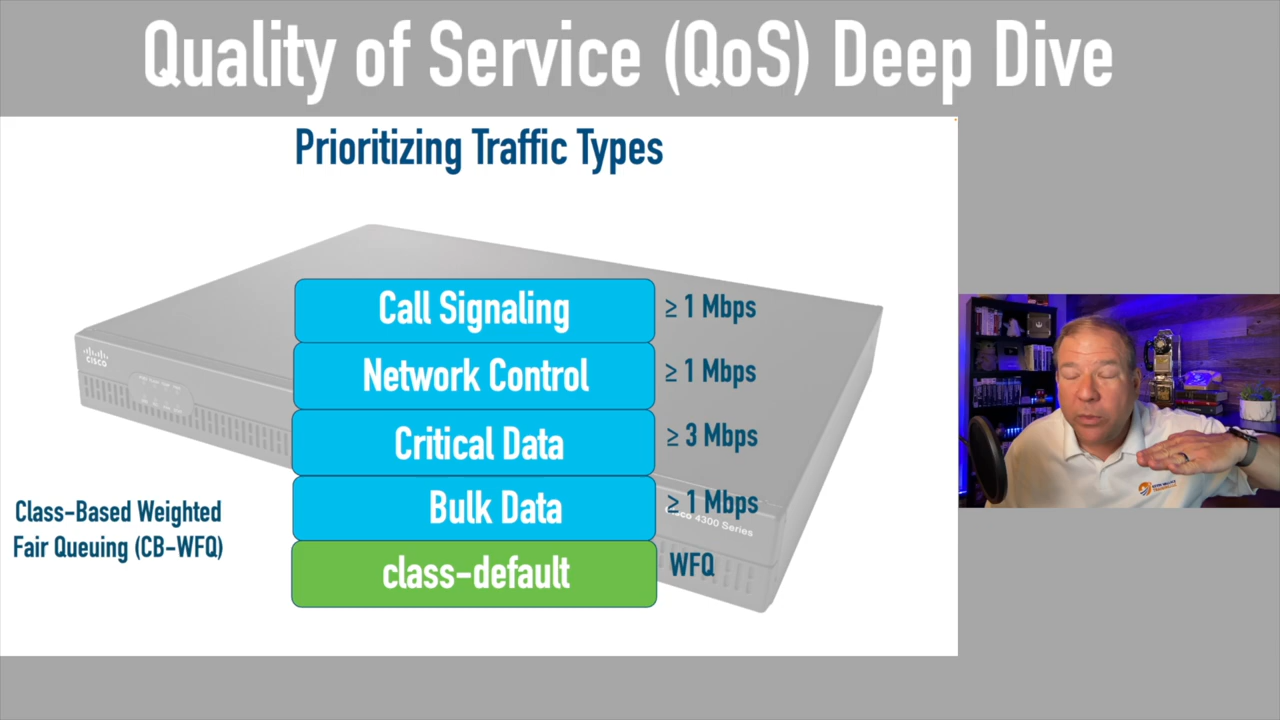 Quality of Service (QoS) Deep Dive
Prioritizing Traffic Types
Call Signaling
≥ 1 Mbps
Network Control
≥ 1 Mbps
Critical Data
≥ 3 Mbps
Bulk Data
≥ 1 Mbps
class-default
WFQ
Class-Based Weighted
Fair Queuing (CB-WFQ)
CISCO
Cisco 4300 Series